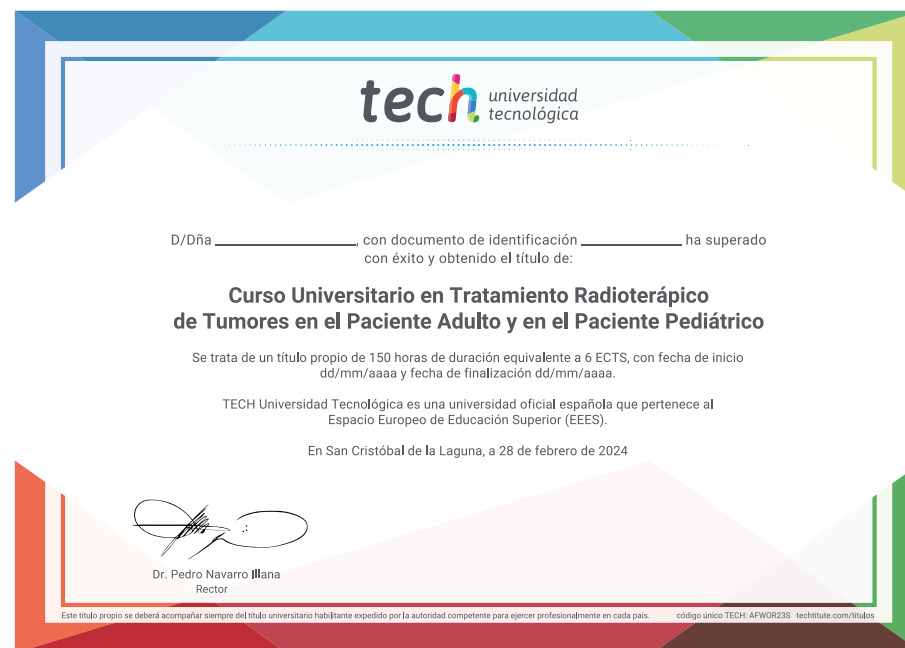 tech universidad
tecnológica
D/Dña ______________, con documento de identificación ______________ ha superado
con éxito y obtenido el título de:
Curso Universitario en Tratamiento Radioterápico
de Tumores en el Paciente Adulto y en el Paciente Pediátrico
Se trata de un título propio de 150 horas de duración equivalente a 6 ECTS, con fecha de inicio
dd/mm/aaaa y fecha de finalización dd/mm/aaaa.
TECH Universidad Tecnológica es una universidad oficial española que pertenece al
Espacio Europeo de Educación Superior (EEES).
En San Cristóbal de la Laguna, a 28 de febrero de 2024
Dr. Pedro Navarro Illana
Rector
Este título propio se deberá acompañar siempre del título universitario habilitante expedido por la autoridad competente para ejercer profesionalmente en cada país. código único TECH: AFWOR23S techtitute.com/titulos